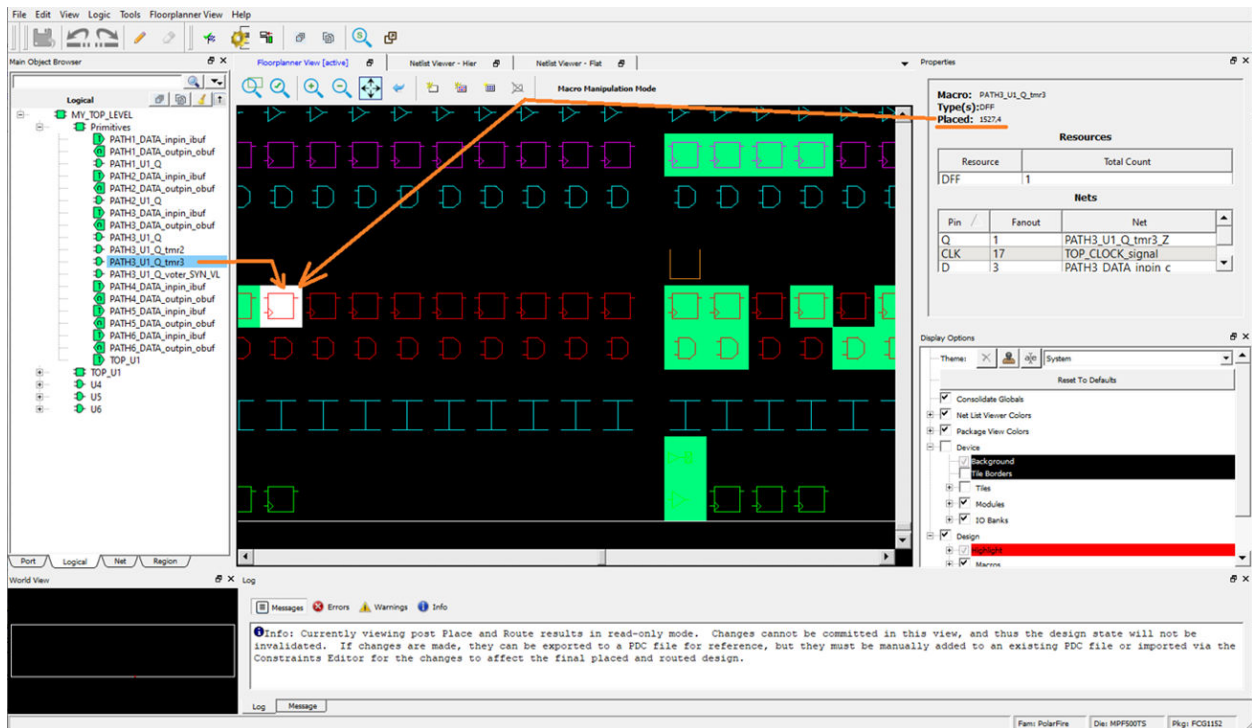 File Edit View Logic Tools Floorplanner View Help
Main Object Browser
Floorplanner View [active]
Netlist Viewer - Hier
Netlist Viewer - Flat
Properties
Macro Manipulation Mode
Logical
MY_TOP_LEVEL
Primitives
PATH1_DATA_inpin_ibuf
PATH1_DATA_outpin_obuf
PATH1_U1_Q
PATH2_DATA_inpin_ibuf
PATH2_DATA_outpin_obuf
PATH2_U1_Q
PATH3_DATA_inpin_ibuf
PATH3_DATA_outpin_obuf
PATH3_U1_Q
PATH3_U1_Q_tmr2
PATH3_U1_Q_tmr3
PATH3_U1_Q_voter_SYN_VL
PATH4_DATA_inpin_ibuf
PATH4_DATA_outpin_obuf
PATH5_DATA_inpin_ibuf
PATH5_DATA_outpin_obuf
PATH6_DATA_inpin_ibuf
PATH6_DATA_outpin_obuf
TOP_U1
TOP_U1
U4
U5
U6
Port Logical Net Region
Macro: PATH3_U1_Q_tmr3
Type(s):DFF
Placed: 1527,4
Resources
Resource Total Count
DFF 1
Nets
Pin Fanout Net
Q 1 PATH3_U1_Q_tmr3_Z
CLK 17 TOP_CLOCK_signal
D 3 PATH3_DATA_inpin_c
Display Options
Theme: System
Reset To Defaults
Consolidate Globals
Net List Viewer Colors
Package View Colors
Device
Background
Tile Borders
Tiles
Modules
IO Banks
Design
Highlight
Macros
World View
Log
Messages Errors Warnings Info
Info: Currently viewing post Place and Route results in read-only mode. Changes cannot be committed in this view, and thus the design state will not be
invalidated. If changes are made, they can be exported to a PDC file for reference, but they must be manually added to an existing PDC file or imported via the
Constraints Editor for the changes to affect the final placed and routed design.
Log Message
Fam: PolarFire Die: MPF500TS Pkg: FCG1152